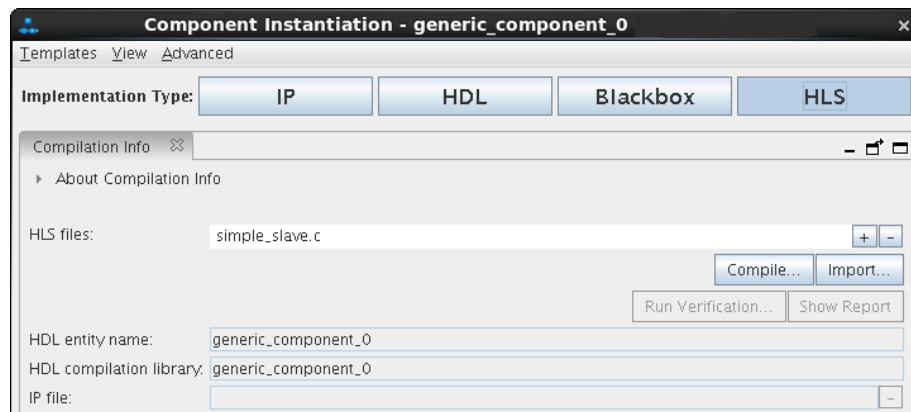 Component Instantiation - generic_component_0
Templates View Advanced
Implementation Type: IP HDL Blackbox HLS
Compilation Info
About Compilation Info
HLS files: simple_slave.c + -
Compile... Import...
Run Verification... Show Report
HDL entity name: generic_component_0
HDL compilation library: generic_component_0
IP file: -